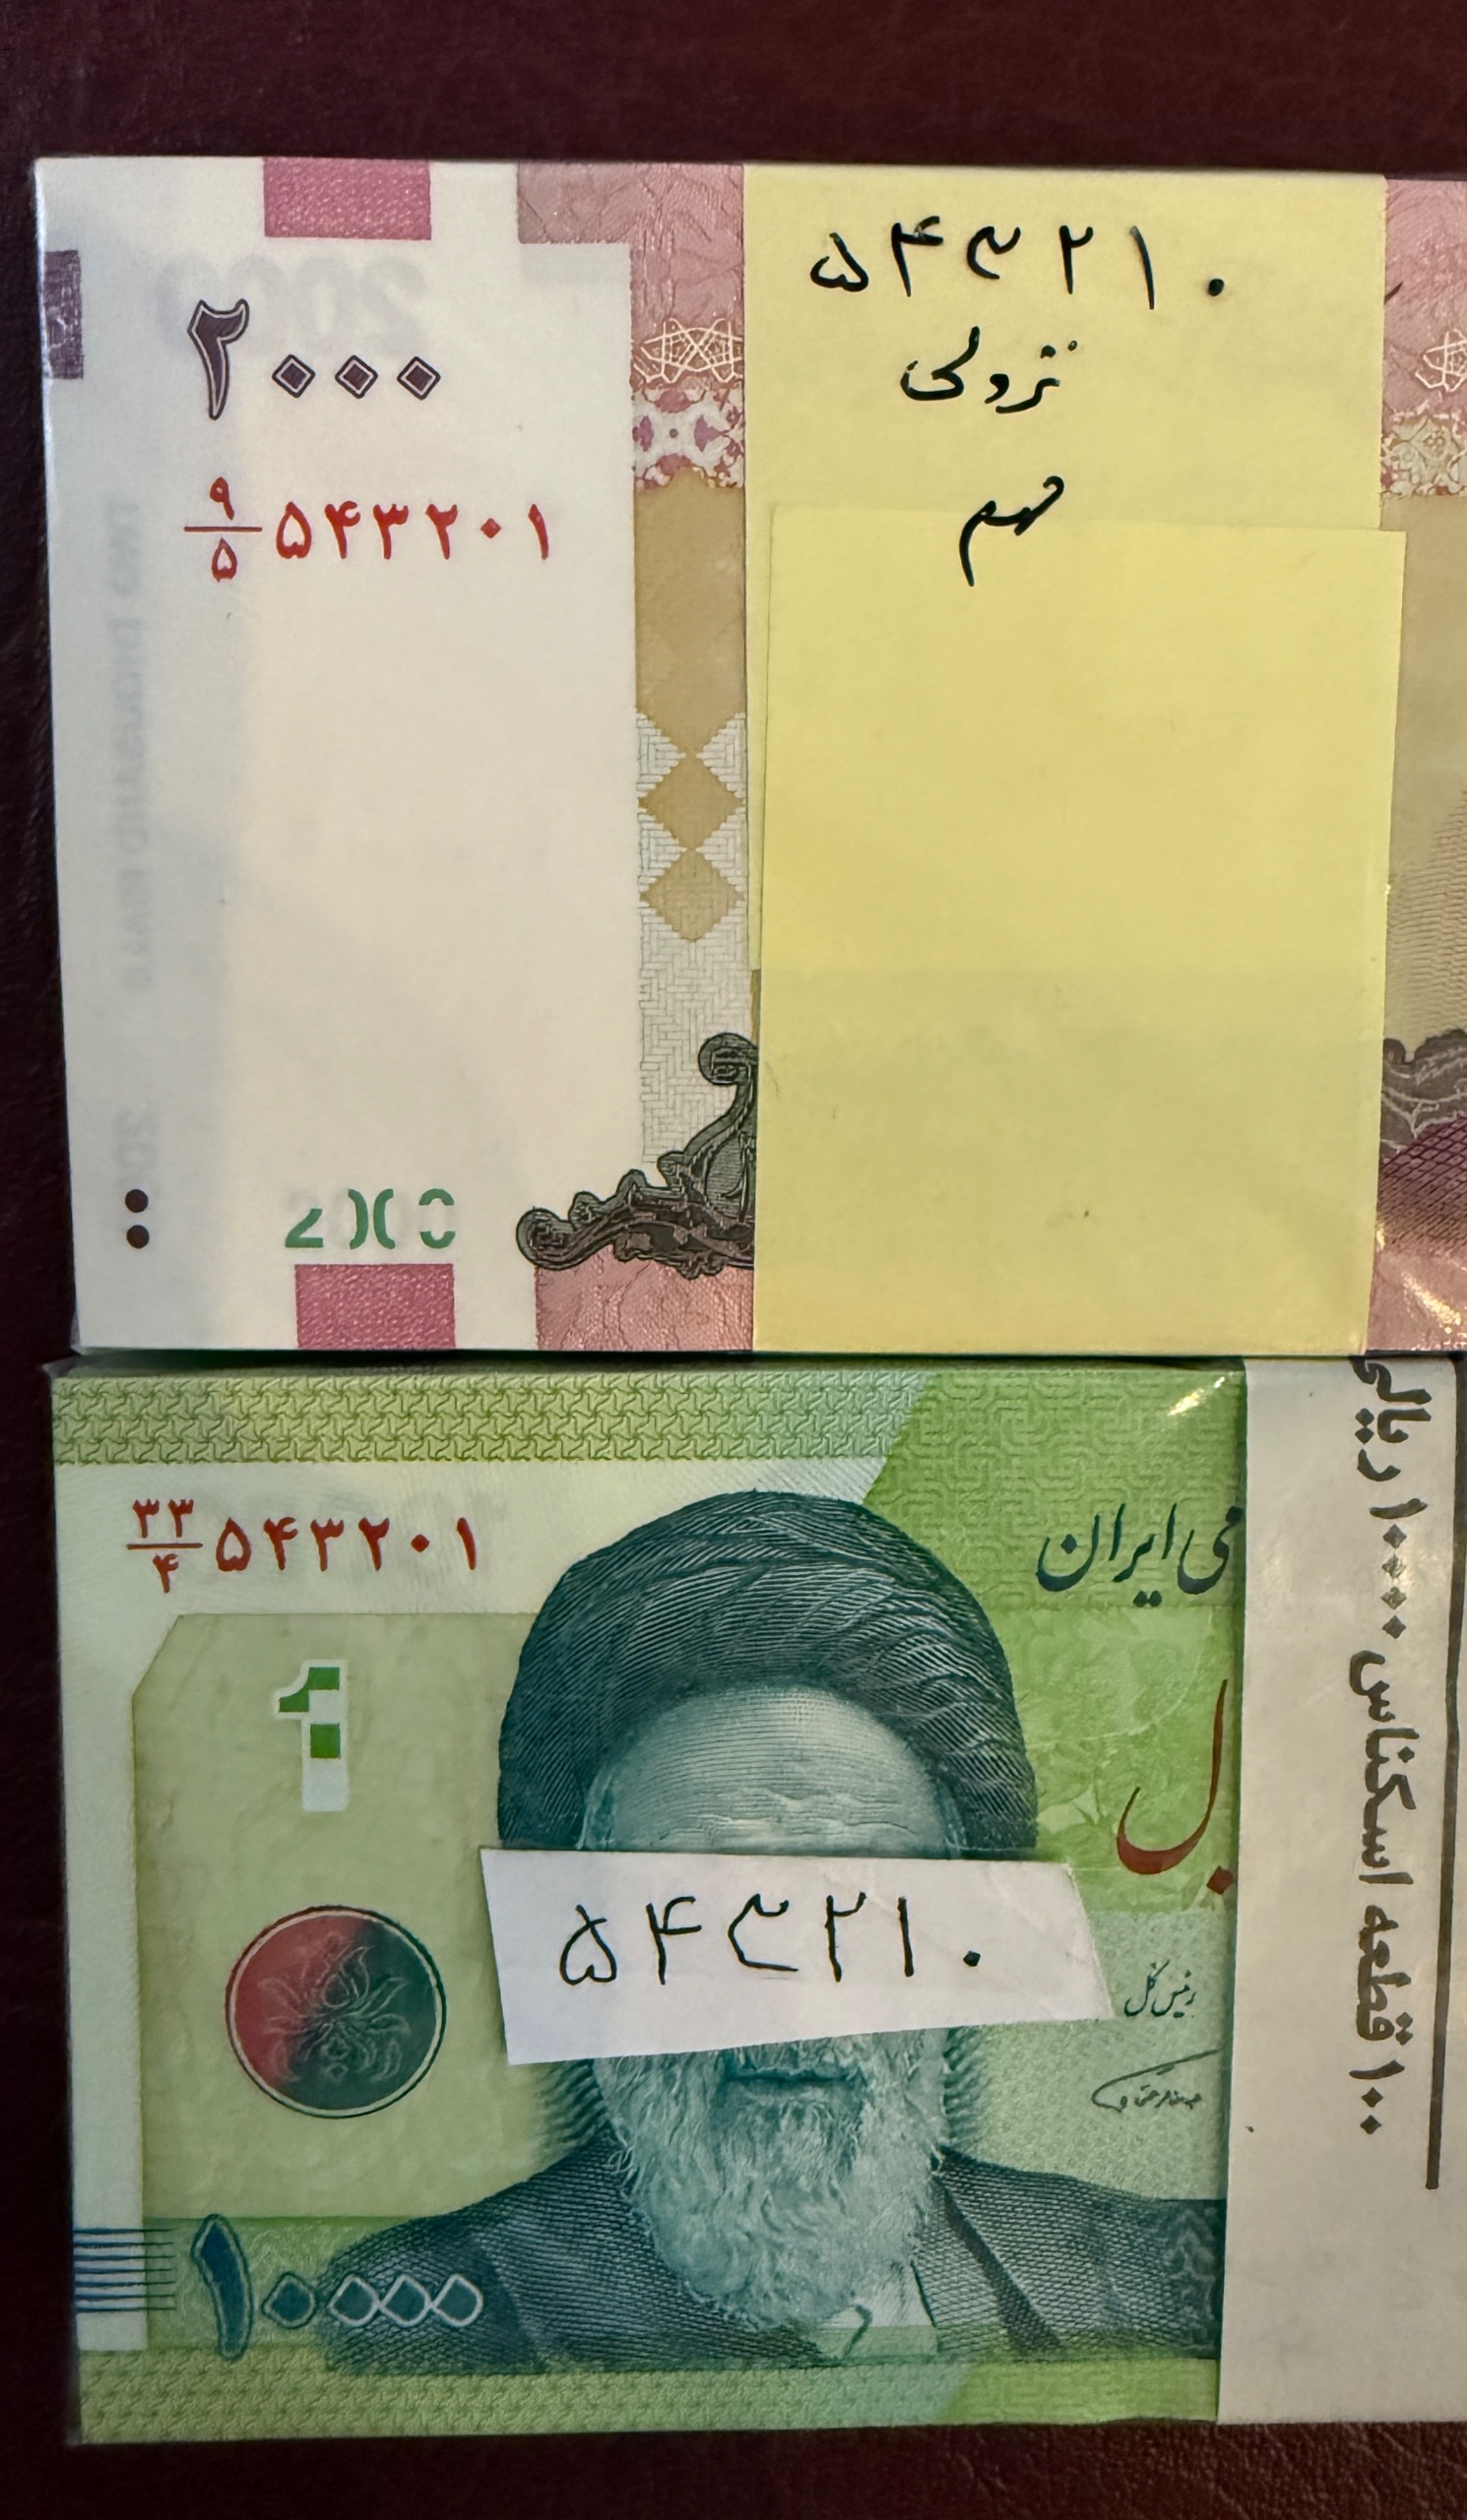 ۲۰۰۰
۹/۵ ۵۴۳۲۰۱
۵۴۳۲۱۰
نزولی
مهم
2000
۳۳/۴ ۵۴۳۲۰۱
می ایران
۵۴۳۲۱۰
رئیس کل
۱۰۰۰۰
۱۰۰ قطعه اسکناس ۱۰۰۰۰ ریالی